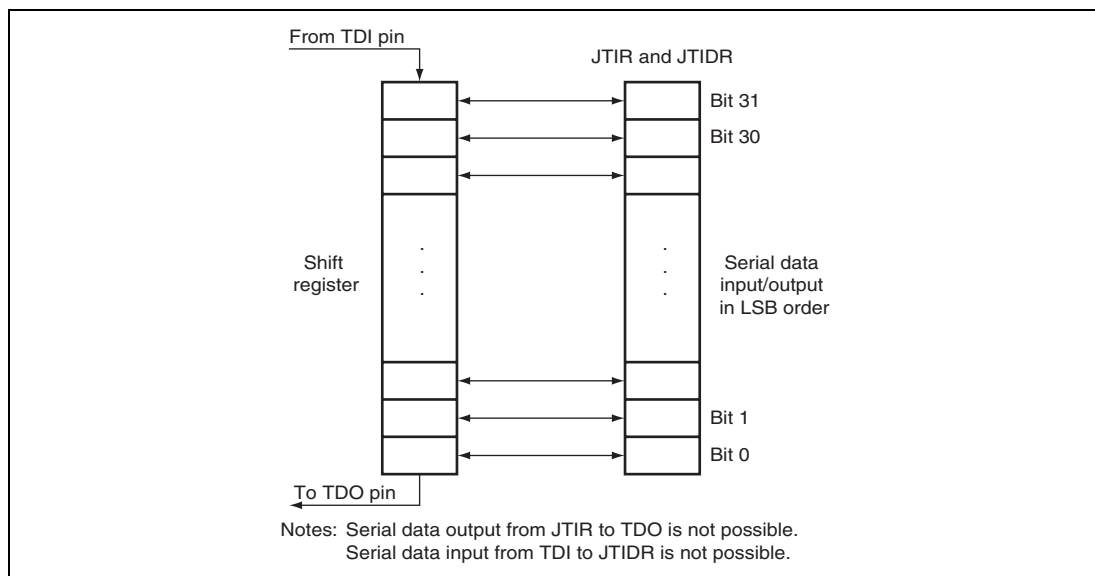 From TDI pin
JTIR and JTIDR
Bit 31
Bit 30
Shift
register
Serial data
input/output
in LSB order
Bit 1
Bit 0
To TDO pin
Notes: Serial data output from JTIR to TDO is not possible.
Serial data input from TDI to JTIDR is not possible.